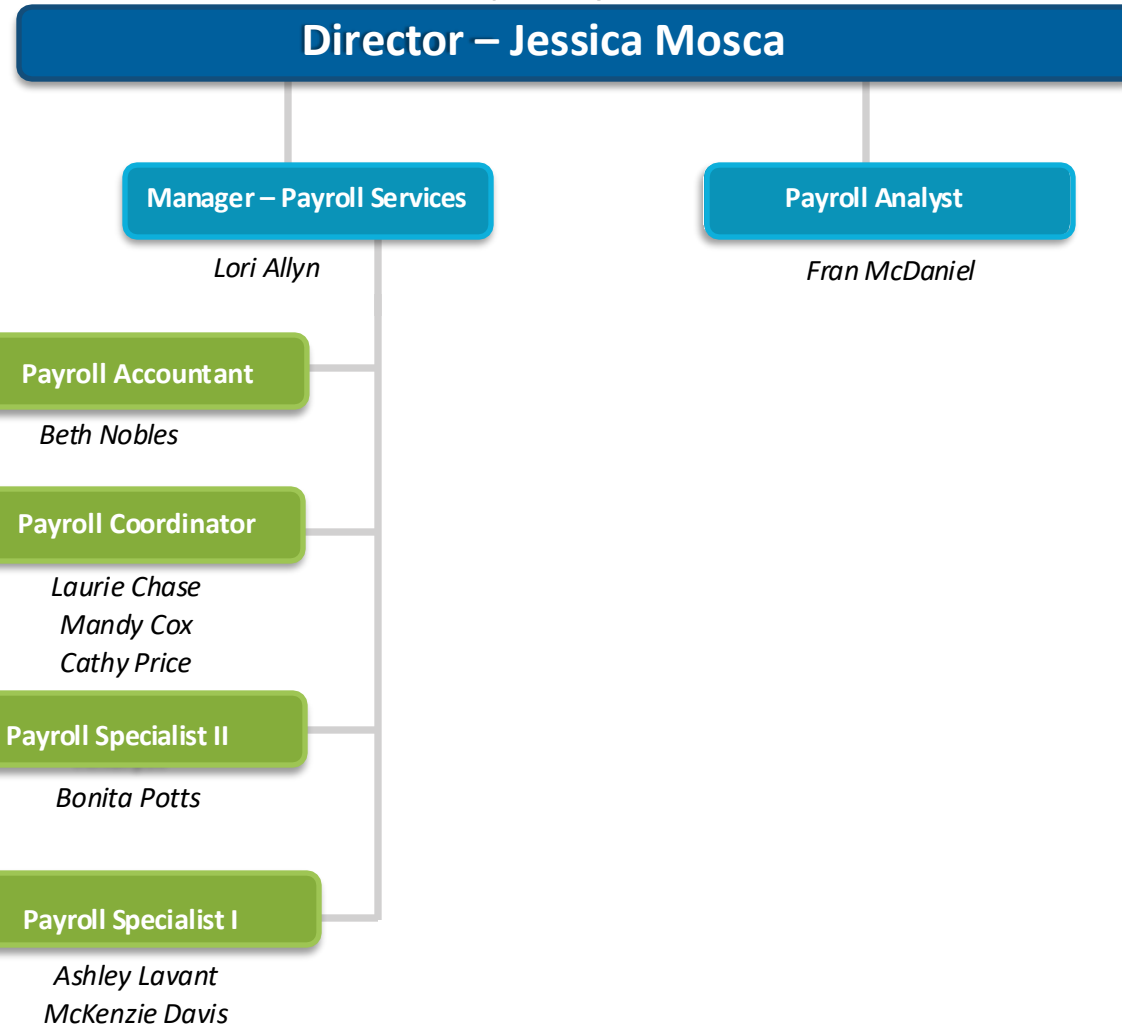 Director – Jessica Mosca
Manager – Payroll Services
Payroll Analyst
Lori Allyn
Fran McDaniel
Payroll Accountant
Beth Nobles
Payroll Coordinator
Laurie Chase
Mandy Cox
Cathy Price
Payroll Specialist II
Bonita Potts
Payroll Specialist I
Ashley Lavant
McKenzie Davis